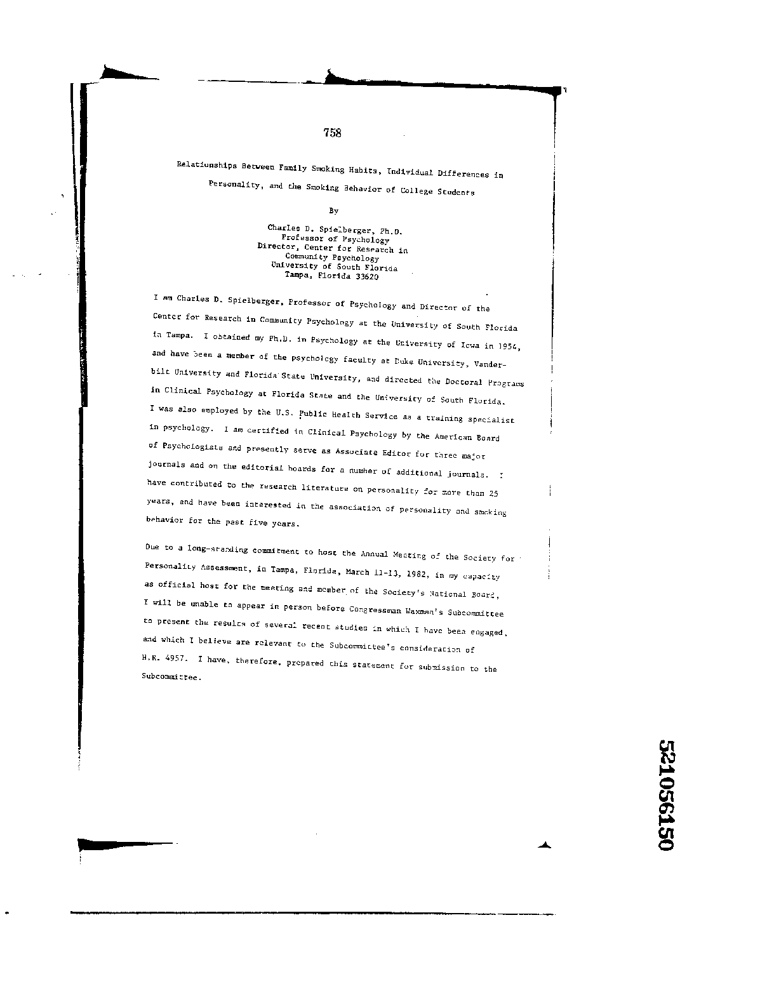 758
Relationships Between Family Smoking Habits, Individual Differences in
Personality, and the Smoking Behavior of College Students
By
Charles D. Spielberger, Ph.D.
Professor of Psychology
Director, Center for Research in
Community Psychology
University of South Florida
Tampa, Florida 33620
I am Charles D. Spielberger, Professor of Psychology and Director of the
Center for Research in Community Psychology at the University of South Florida
in Tampa. I obtained my Ph.D. in Psychology at the University of Iowa in 1954,
and have been a member of the psychology faculty at Duke University, Vander-
bilt University and Florida State University, and directed the Doctoral Programs
in Clinical Psychology at Florida State and the University of South Florida.
I was also employed by the U.S. Public Health Service as a training specialist
in psychology. I am certified in Clinical Psychology by the American Board
of Psychologists and presently serve as Associate Editor for three major
journals and on the editorial boards for a number of additional journals. I
have contributed to the research literature on personality for more than 25
years, and have been interested in the association of personality and smoking
behavior for the past five years.
Due to a long-standing commitment to host the Annual Meeting of the Society for
Personality Assessment, in Tampa, Florida, March 11-13, 1982, in my capacity
as official host for the meeting and member of the Society's National Board,
I will be unable to appear in person before Congressman Waxman's Subcommittee
to present the results of several recent studies in which I have been engaged,
and which I believe are relevant to the Subcommittee's consideration of
H.R. 4957. I have, therefore, prepared this statement for submission to the
Subcommittee.
521056150